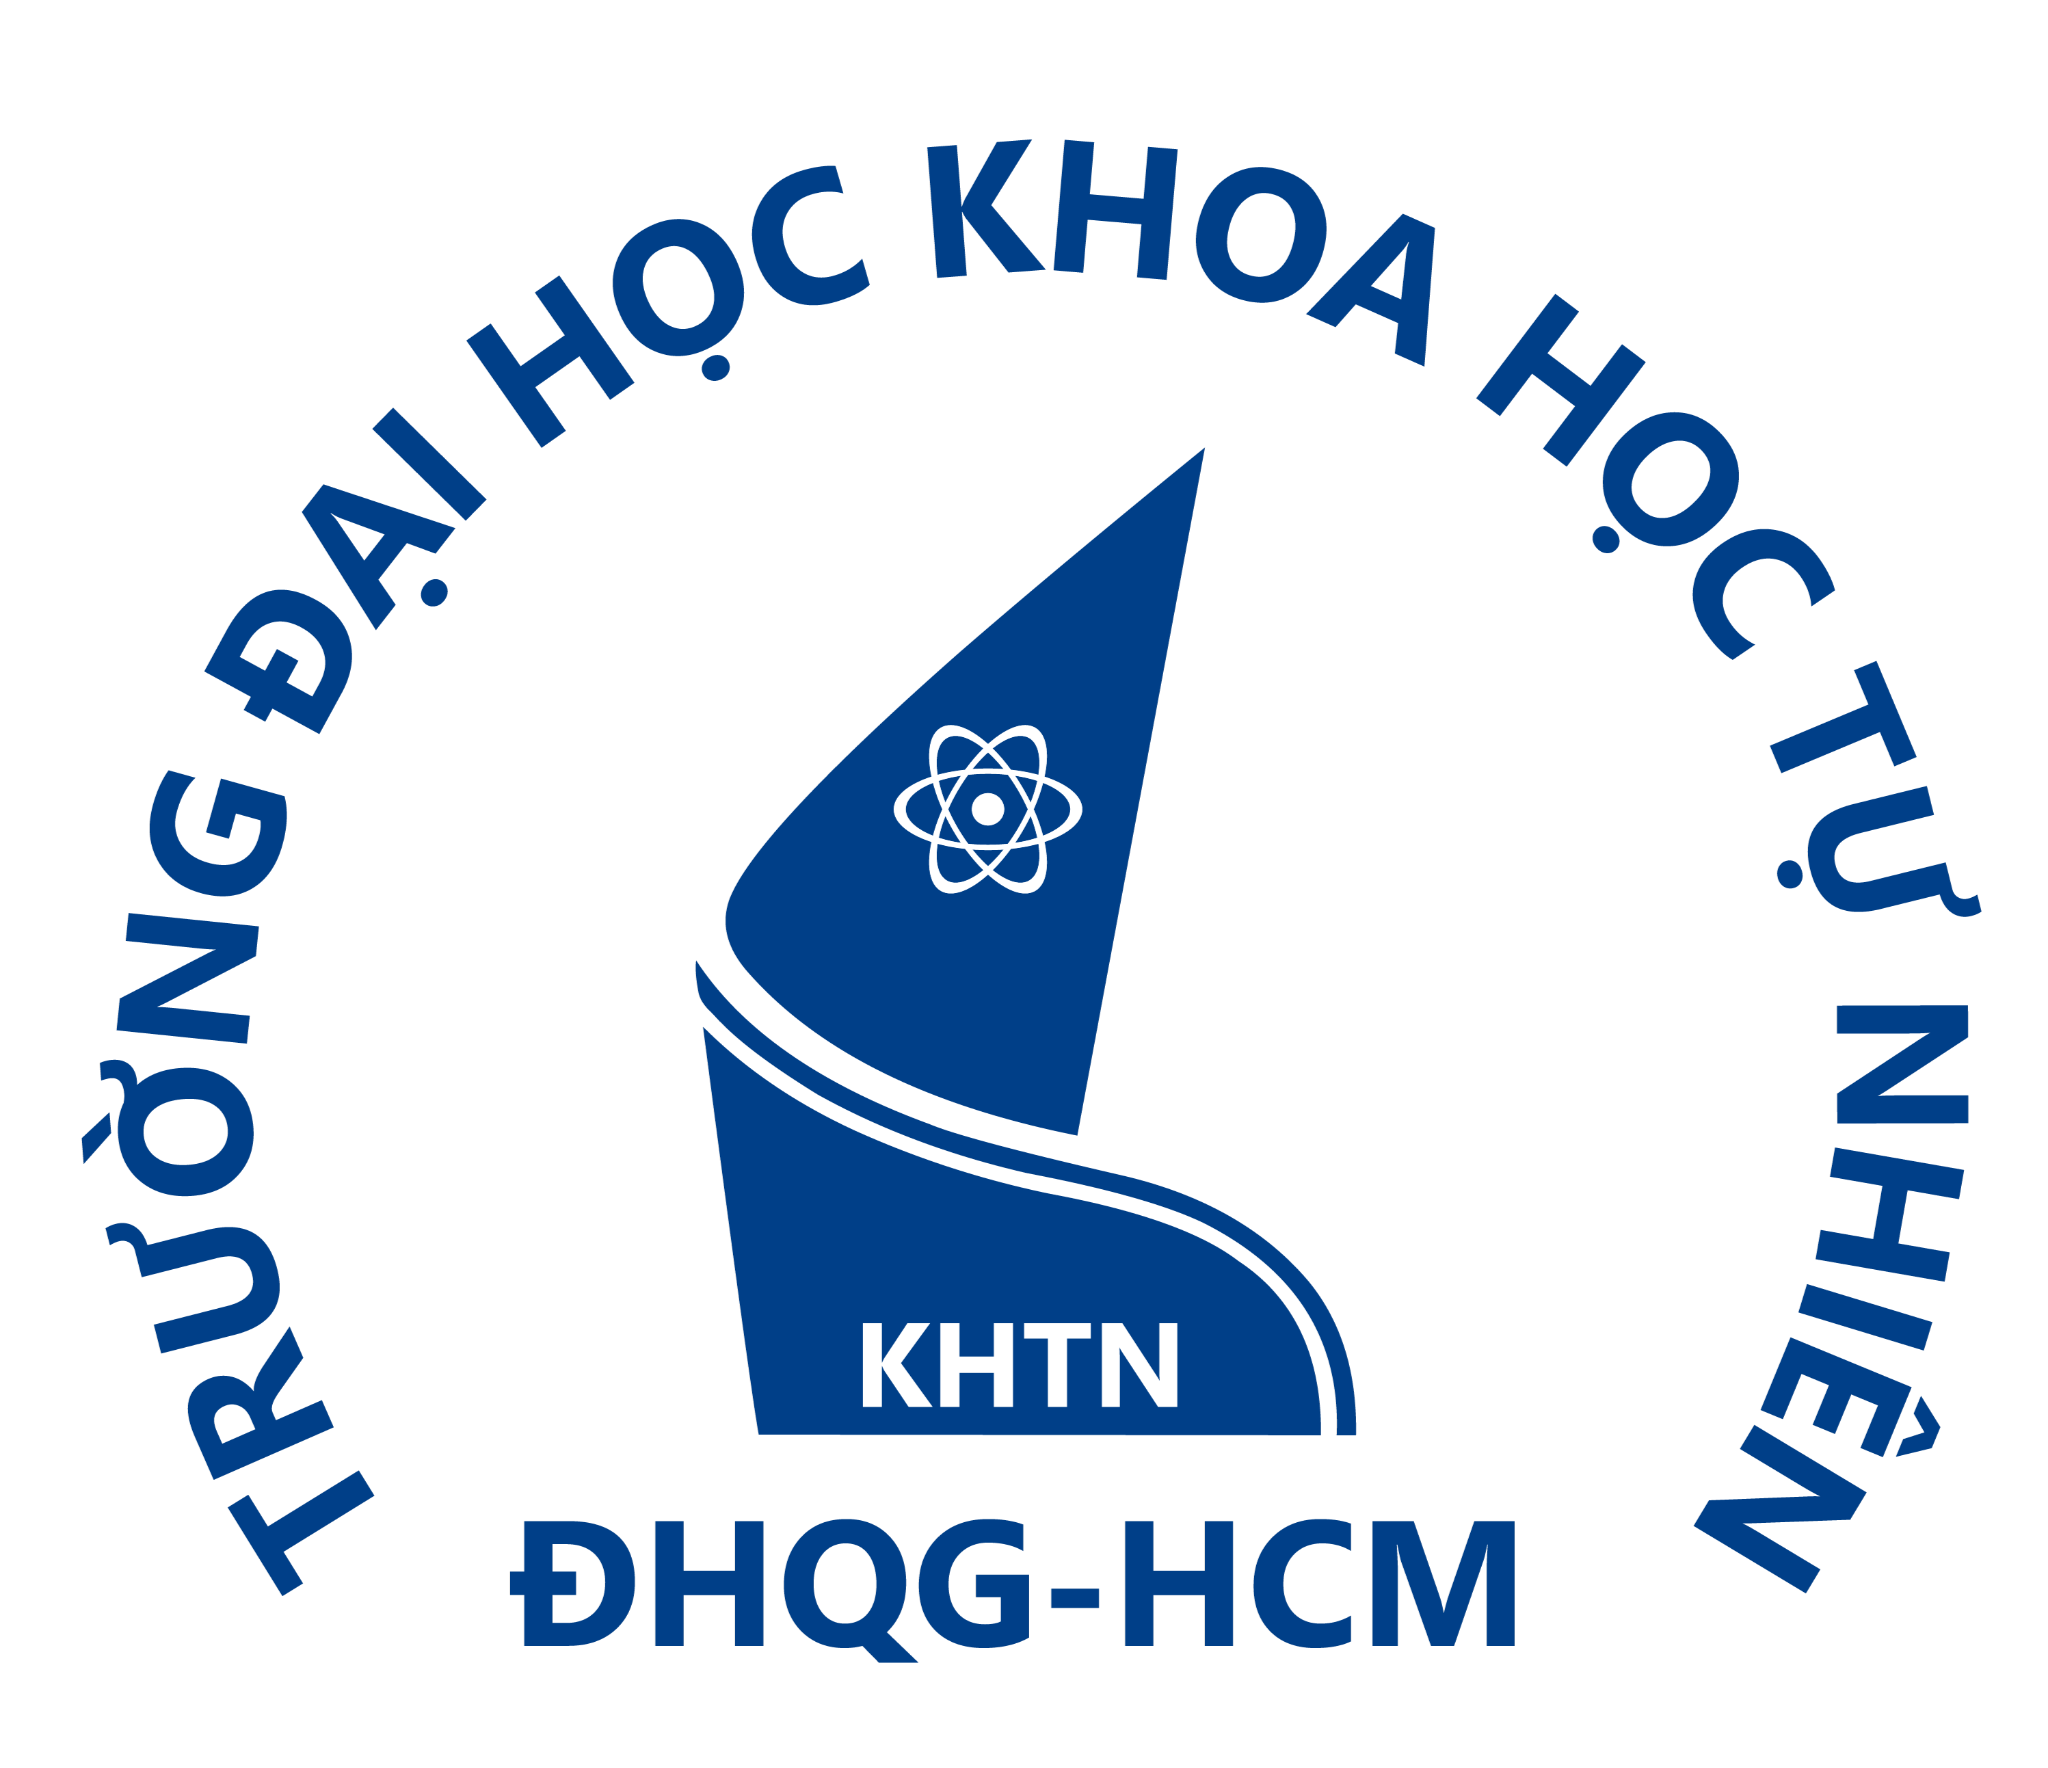 TRƯỜNG ĐẠI HỌC KHOA HỌC TỰ NHIÊN
KHTN
ĐHQG-HCM